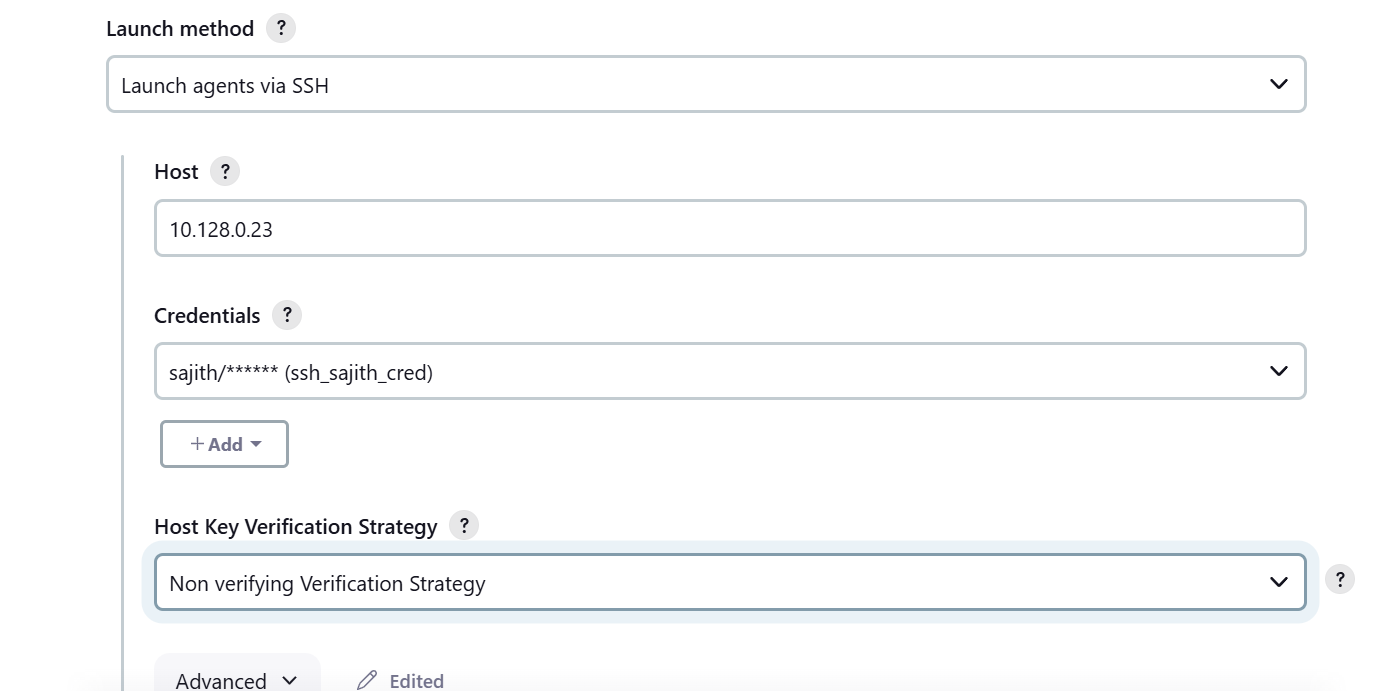 Launch method ?
Launch agents via SSH
Host ?
10.128.0.23
Credentials ?
sajith/****** (ssh_sajith_cred)
+ Add
Host Key Verification Strategy ?
Non verifying Verification Strategy
?
Advanced Edited